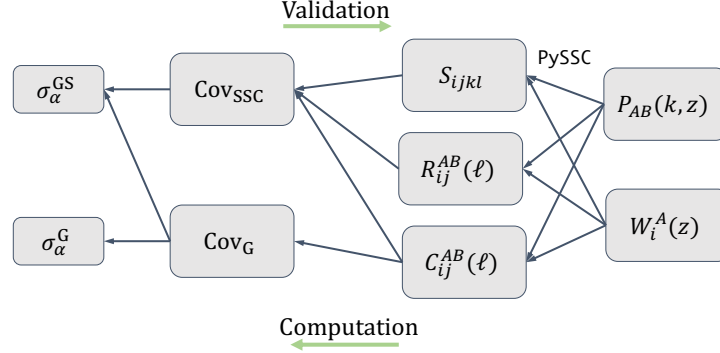 Validation
PySSC
σ_α^GS
Cov_SSC
S_ijkl
P_AB(k, z)
R_ij^AB(ℓ)
σ_α^G
Cov_G
C_ij^AB(ℓ)
W_i^A(z)
Computation